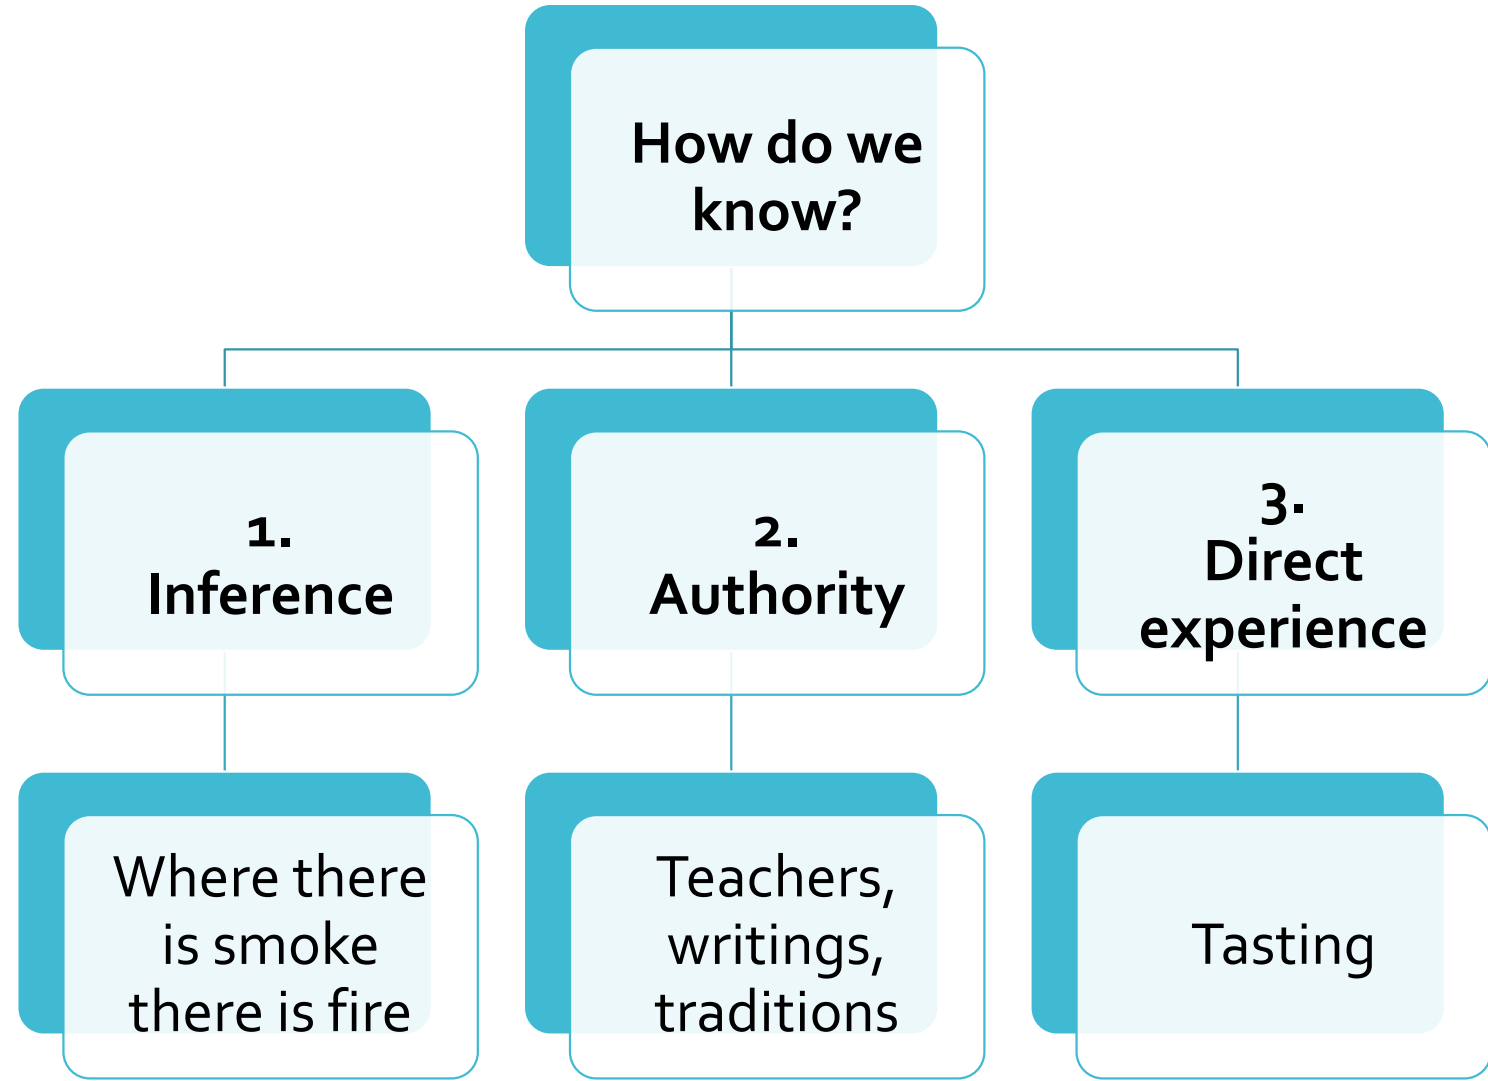 How do we
know?
1.
Inference
2.
Authority
3.
Direct
experience
Where there
is smoke
there is fire
Teachers,
writings,
traditions
Tasting